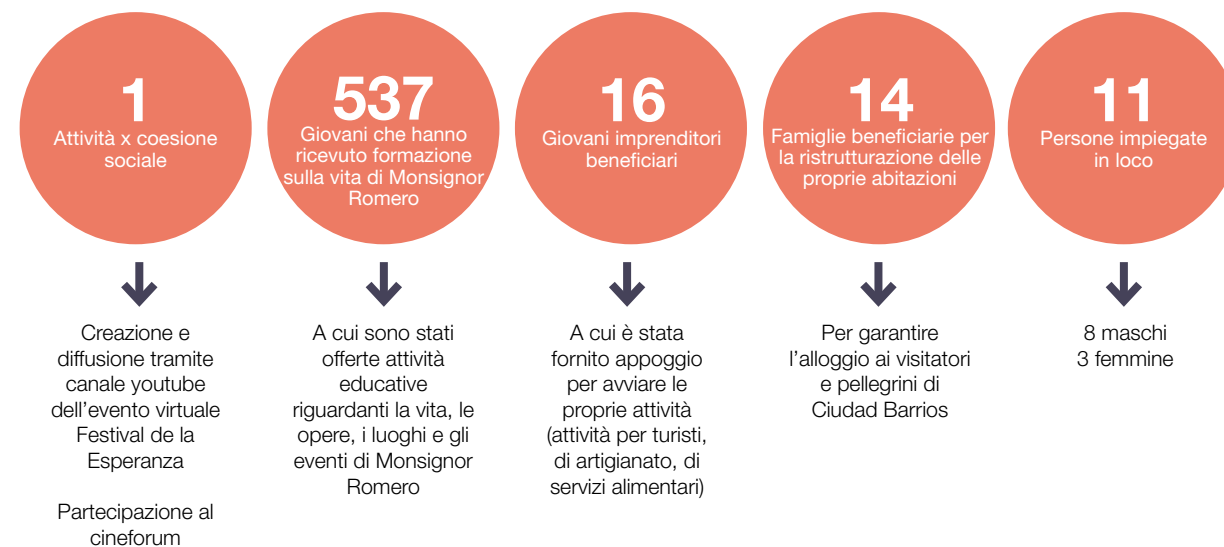 1
Attività x coesione
sociale
537
Giovani che hanno
ricevuto formazione
sulla vita di Monsignor
Romero
16
Giovani imprenditori
beneficiari
14
Famiglie beneficiarie per
la ristrutturazione delle
proprie abitazioni
11
Persone impiegate
in loco
Creazione e
diffusione tramite
canale youtube
dell’evento virtuale
Festival de la
Esperanza
Partecipazione al
cineforum
A cui sono stati
offerte attività
educative
riguardanti la vita, le
opere, i luoghi e gli
eventi di Monsignor
Romero
A cui è stata
fornito appoggio
per avviare le
proprie attività
(attività per turisti,
di artigianato, di
servizi alimentari)
Per garantire
l’alloggio ai visitatori
e pellegrini di
Ciudad Barrios
8 maschi
3 femmine